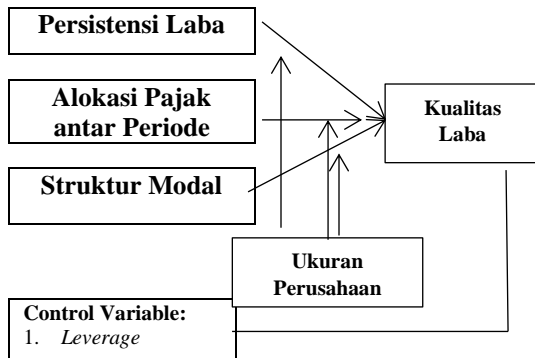 Persistensi Laba
Alokasi Pajak
antar Periode
Kualitas
Laba
Struktur Modal
Ukuran
Perusahaan
Control Variable:
1. Leverage